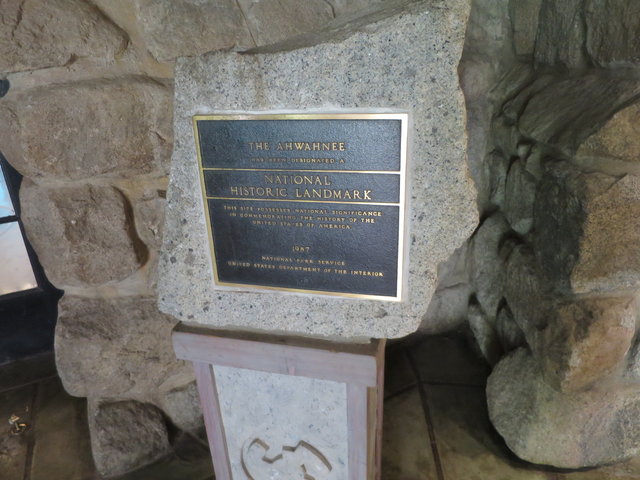 THE AHWAHNEE
HAS BEEN DESIGNATED A
NATIONAL
HISTORIC LANDMARK
THIS SITE POSSESSES NATIONAL SIGNIFICANCE
IN COMMEMORATING THE HISTORY OF THE
UNITED STATES OF AMERICA
1987
NATIONAL PARK SERVICE
UNITED STATES DEPARTMENT OF THE INTERIOR